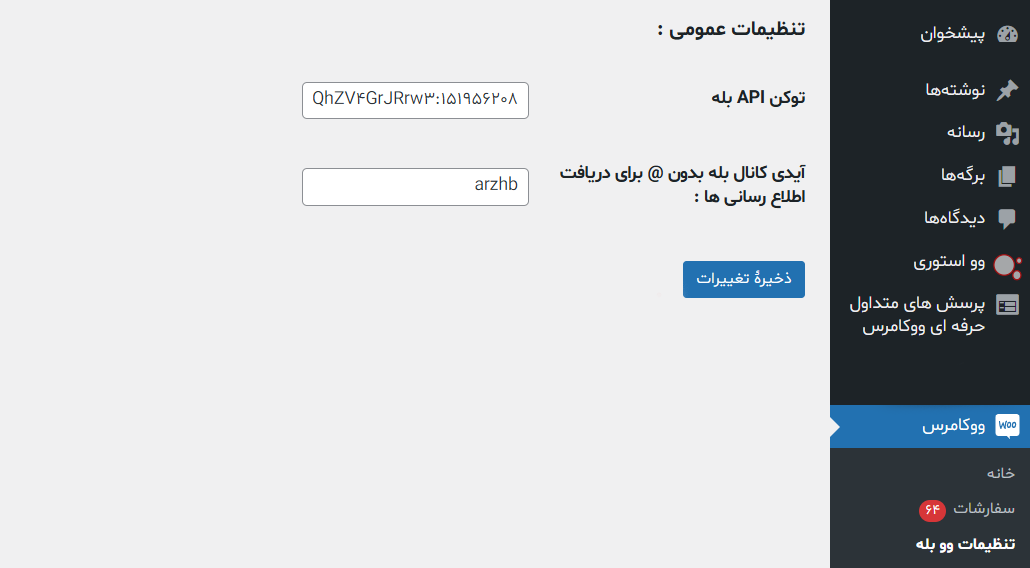 پیشخوان
نوشته‌ها
رسانه
برگه‌ها
دیدگاه‌ها
وو استوری
پرسش های متداول
حرفه ای ووکامرس
Woo
ووکامرس
خانه
سفارشات ۶۴
تنظیمات وو بله
تنظیمات عمومی :
توکن API بله
QhZV۴GrJRrw۳:۱۵۱۹۵۶۲۰۸
آیدی کانال بله بدون @ برای دریافت
اطلاع رسانی ها :
arzhb
ذخیرهٔ تغییرات